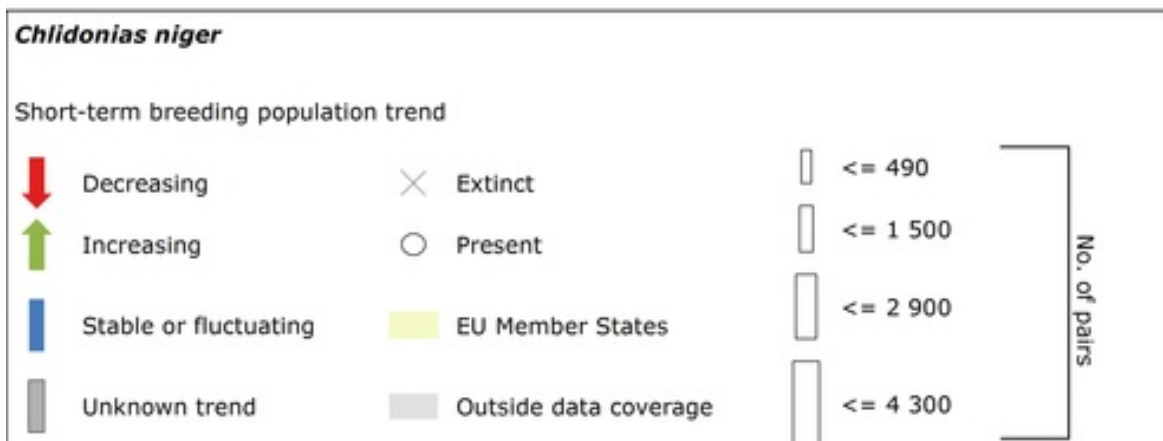 Chlidonias niger
Short-term breeding population trend
Decreasing
Extinct
<= 490
Increasing
Present
<= 1 500
Stable or fluctuating
EU Member States
<= 2 900
Unknown trend
Outside data coverage
<= 4 300
No. of pairs